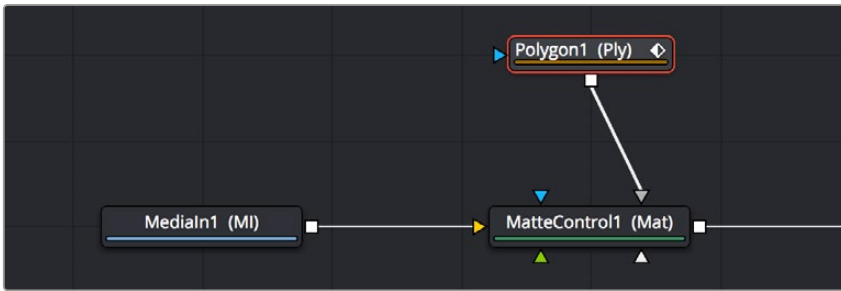 Polygon1 (Ply)
MediaIn1 (MI)
MatteControl1 (Mat)